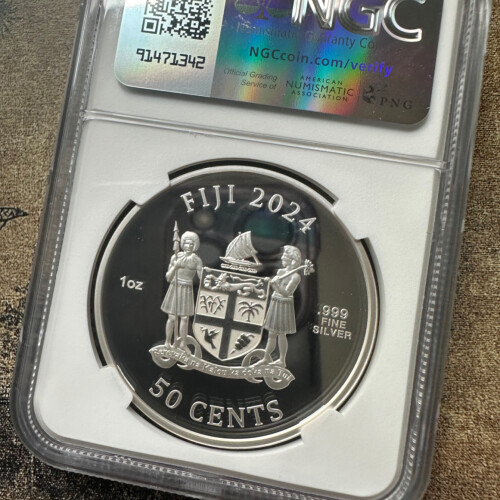 NGC
91471342
NGCcoin.com/verify
Official Grading
Service of
AMERICAN
NUMISMATIC
ASSOCIATION
PNG
FIJI 2024
1oz
.999
FINE
SILVER
50 CENTS